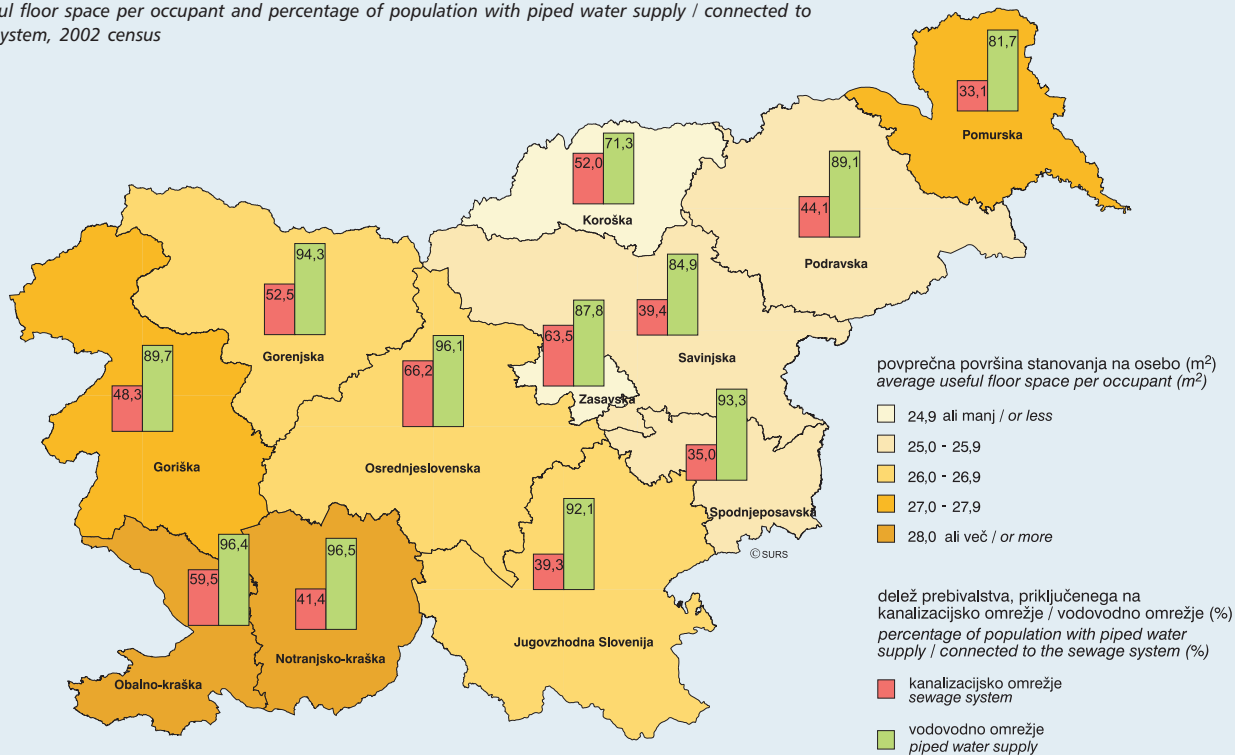 ful floor space per occupant and percentage of population with piped water supply / connected to
ystem, 2002 census
81,7
33,1
Pomurska
71,3
52,0
Koroška
89,1
44,1
Podravska
94,3
52,5
Gorenjska
84,9
39,4
Savinjska
87,8
63,5
Zasavska
96,1
66,2
Osrednjeslovenska
89,7
48,3
Goriška
93,3
35,0
Spodnjeposavska
92,1
39,3
Jugovzhodna Slovenija
96,4
59,5
Obalno-kraška
96,5
41,4
Notranjsko-kraška
© SURS
povprečna površina stanovanja na osebo (m²)
average useful floor space per occupant (m²)
24,9 ali manj / or less
25,0 - 25,9
26,0 - 26,9
27,0 - 27,9
28,0 ali več / or more
delež prebivalstva, priključenega na
kanalizacijsko omrežje / vodovodno omrežje (%)
percentage of population with piped water
supply / connected to the sewage system (%)
kanalizacijsko omrežje
sewage system
vodovodno omrežje
piped water supply